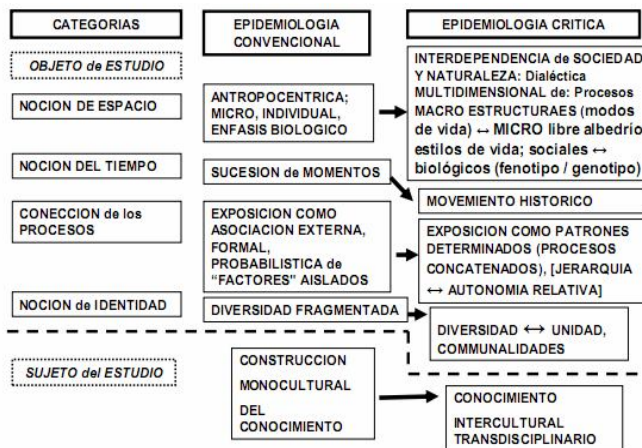 CATEGORIAS
EPIDEMIOLOGIA
CONVENCIONAL
EPIDEMIOLOGIA CRITICA
OBJETO de ESTUDIO
NOCION DE ESPACIO
ANTROPOCENTRICA;
MICRO, INDIVIDUAL,
ENFASIS BIOLOGICO
INTERDEPENDENCIA de SOCIEDAD
Y NATURALEZA: Dialéctica
MULTIDIMENSIONAL de: Procesos
MACRO ESTRUCTURAES (modos
de vida) ↔ MICRO libre albedrío
estilos de vida; sociales ↔
biológicos (fenotipo / genotipo)
NOCION DEL TIEMPO
SUCESION DE MOMENTOS
MOVEMIENTO HISTORICO
CONECCION de los
PROCESOS
EXPOSICION COMO
ASOCIACION EXTERNA,
FORMAL,
PROBABILISTICA de
“FACTORES” AISLADOS
EXPOSICION COMO PATRONES
DETERMINADOS (PROCESOS
CONCATENADOS), [JERARQUIA
↔ AUTONOMIA RELATIVA]
NOCION de IDENTIDAD
DIVERSIDAD FRAGMENTADA
DIVERSIDAD ↔ UNIDAD,
COMMUNALIDADES
SUJETO del ESTUDIO
CONSTRUCCION
MONOCULTURAL
DEL
CONOCIMIENTO
CONOCIMIENTO
INTERCULTURAL
TRANSDISCIPLINARIO